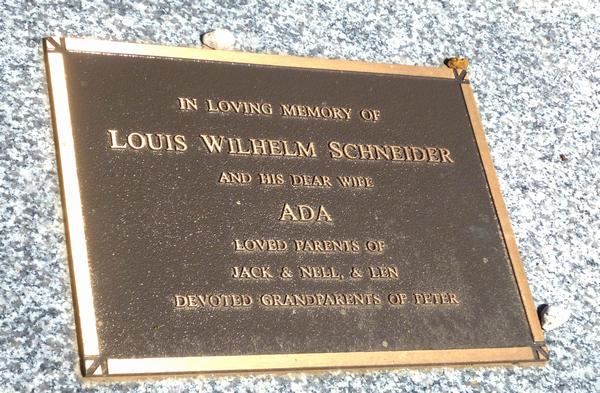 IN LOVING MEMORY OF
LOUIS WILHELM SCHNEIDER
AND HIS DEAR WIFE
ADA
LOVED PARENTS OF
JACK & NELL, & LEN
DEVOTED GRANDPARENTS OF PETER